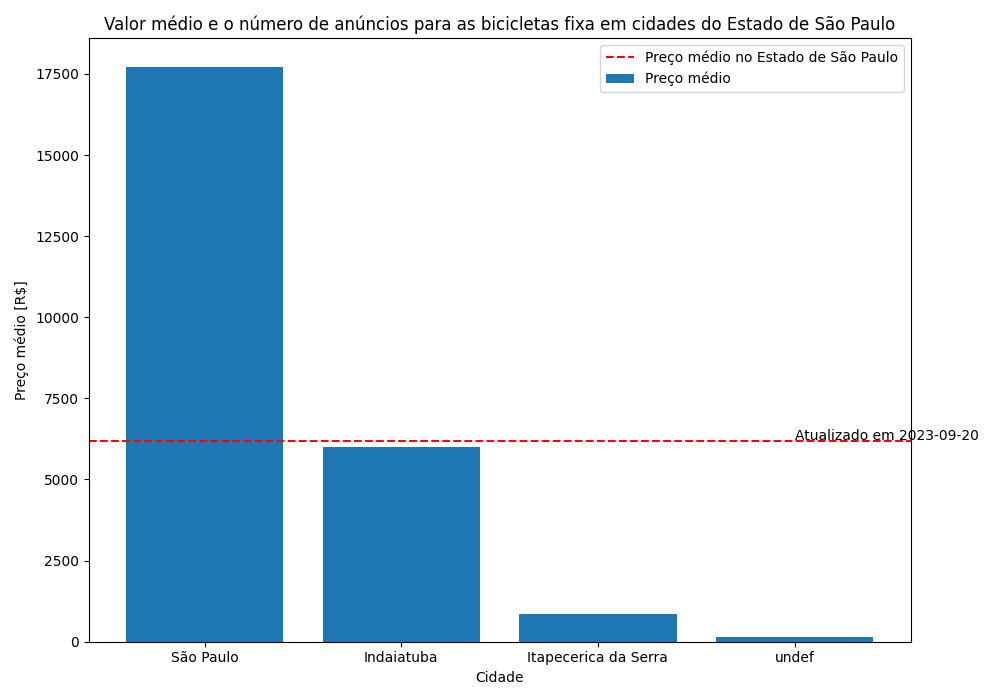 Valor médio e o número de anúncios para as bicicletas fixa em cidades do Estado de São Paulo
Preço médio no Estado de São Paulo
Preço médio
Preço médio [R$]
17500
15000
12500
10000
7500
5000
2500
0
Atualizado em 2023-09-20
São Paulo
Indaiatuba
Itapecerica da Serra
undef
Cidade